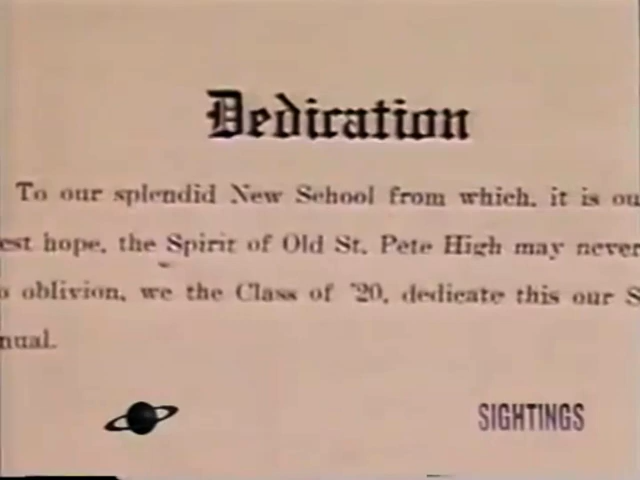 Dedication
To our splendid New School from which, it is ou
est hope, the Spirit of Old St. Pete High may never
o oblivion, we the Class of '20, dedicate this our S
nual.
SIGHTINGS